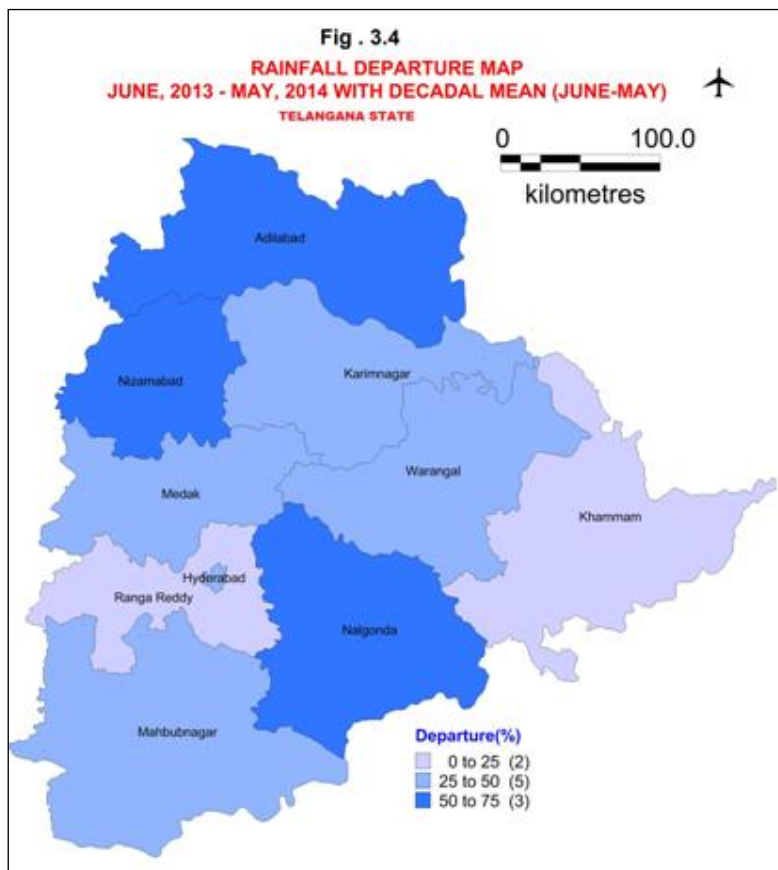 Fig . 3.4
RAINFALL DEPARTURE MAP
JUNE, 2013 - MAY, 2014 WITH DECADAL MEAN (JUNE-MAY)
TELANGANA STATE
0 100.0
kilometres
Adilabad
Nizamabad
Karimnagar
Warangal
Medak
Khammam
Hyderabad
Ranga Reddy
Nalgonda
Mahbubnagar
Departure(%)
0 to 25 (2)
25 to 50 (5)
50 to 75 (3)